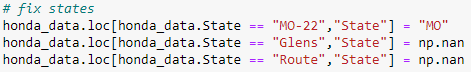 # fix states
honda_data.loc[honda_data.State == "MO-22","State"] = "MO"
honda_data.loc[honda_data.State == "Glens","State"] = np.nan
honda_data.loc[honda_data.State == "Route","State"] = np.nan